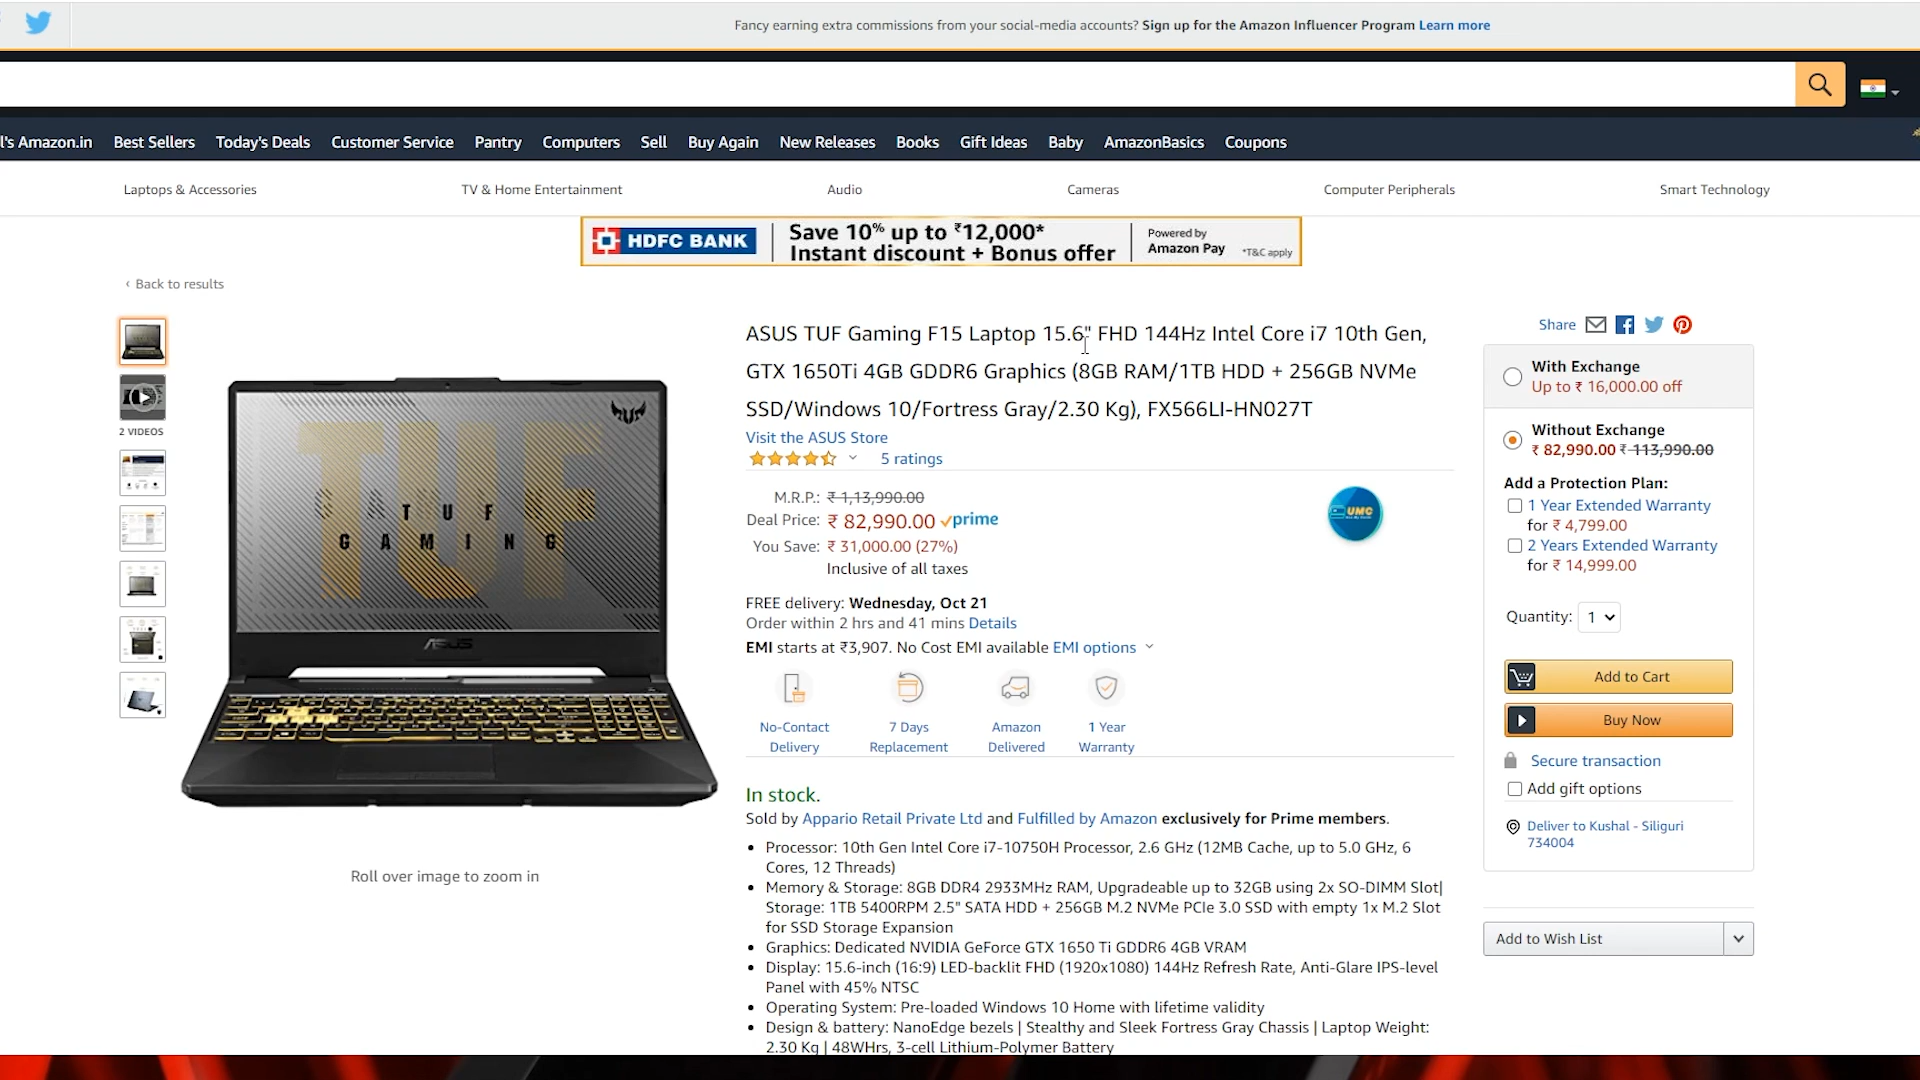 Fancy earning extra commissions from your social-media accounts? Sign up for the Amazon Influencer Program Learn more
l's Amazon.in Best Sellers Today's Deals Customer Service Pantry Computers Sell Buy Again New Releases Books Gift Ideas Baby AmazonBasics Coupons
Laptops & Accessories TV & Home Entertainment Audio Cameras Computer Peripherals Smart Technology
HDFC BANK
Save 10% up to ₹12,000*
Instant discount + Bonus offer
Powered by
Amazon Pay
*T&C apply
‹ Back to results
2 VIDEOS
TUF
GAMING
ASUS
Roll over image to zoom in
ASUS TUF Gaming F15 Laptop 15.6" FHD 144Hz Intel Core i7 10th Gen,
GTX 1650Ti 4GB GDDR6 Graphics (8GB RAM/1TB HDD + 256GB NVMe
SSD/Windows 10/Fortress Gray/2.30 Kg), FX566LI-HN027T
Visit the ASUS Store
5 ratings
M.R.P.: ₹ 1,13,990.00
Deal Price: ₹ 82,990.00 prime
You Save: ₹ 31,000.00 (27%)
Inclusive of all taxes
UMC
FREE delivery: Wednesday, Oct 21
Order within 2 hrs and 41 mins Details
EMI starts at ₹3,907. No Cost EMI available EMI options
No-Contact
Delivery
7 Days
Replacement
Amazon
Delivered
1 Year
Warranty
In stock.
Sold by Appario Retail Private Ltd and Fulfilled by Amazon exclusively for Prime members.
• Processor: 10th Gen Intel Core i7-10750H Processor, 2.6 GHz (12MB Cache, up to 5.0 GHz, 6
Cores, 12 Threads)
• Memory & Storage: 8GB DDR4 2933MHz RAM, Upgradeable up to 32GB using 2x SO-DIMM Slot|
Storage: 1TB 5400RPM 2.5" SATA HDD + 256GB M.2 NVMe PCIe 3.0 SSD with empty 1x M.2 Slot
for SSD Storage Expansion
• Graphics: Dedicated NVIDIA GeForce GTX 1650 Ti GDDR6 4GB VRAM
• Display: 15.6-inch (16:9) LED-backlit FHD (1920x1080) 144Hz Refresh Rate, Anti-Glare IPS-level
Panel with 45% NTSC
• Operating System: Pre-loaded Windows 10 Home with lifetime validity
• Design & battery: NanoEdge bezels | Stealthy and Sleek Fortress Gray Chassis | Laptop Weight:
2.30 Kg | 48WHrs, 3-cell Lithium-Polymer Battery
Share
With Exchange
Up to ₹ 16,000.00 off
Without Exchange
₹ 82,990.00 ₹ 113,990.00
Add a Protection Plan:
1 Year Extended Warranty
for ₹ 4,799.00
2 Years Extended Warranty
for ₹ 14,999.00
Quantity: 1
Add to Cart
Buy Now
Secure transaction
Add gift options
Deliver to Kushal - Siliguri
734004
Add to Wish List